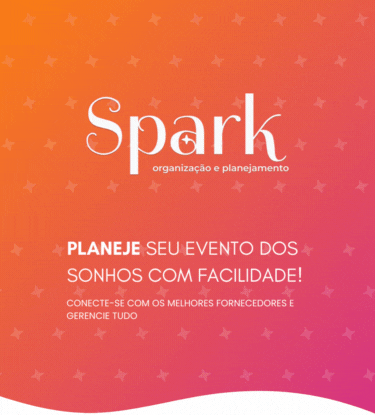 Spark
organização e planejamento
PLANEJE SEU EVENTO DOS
SONHOS COM FACILIDADE!
CONECTE-SE COM OS MELHORES FORNECEDORES E
GERENCIE TUDO